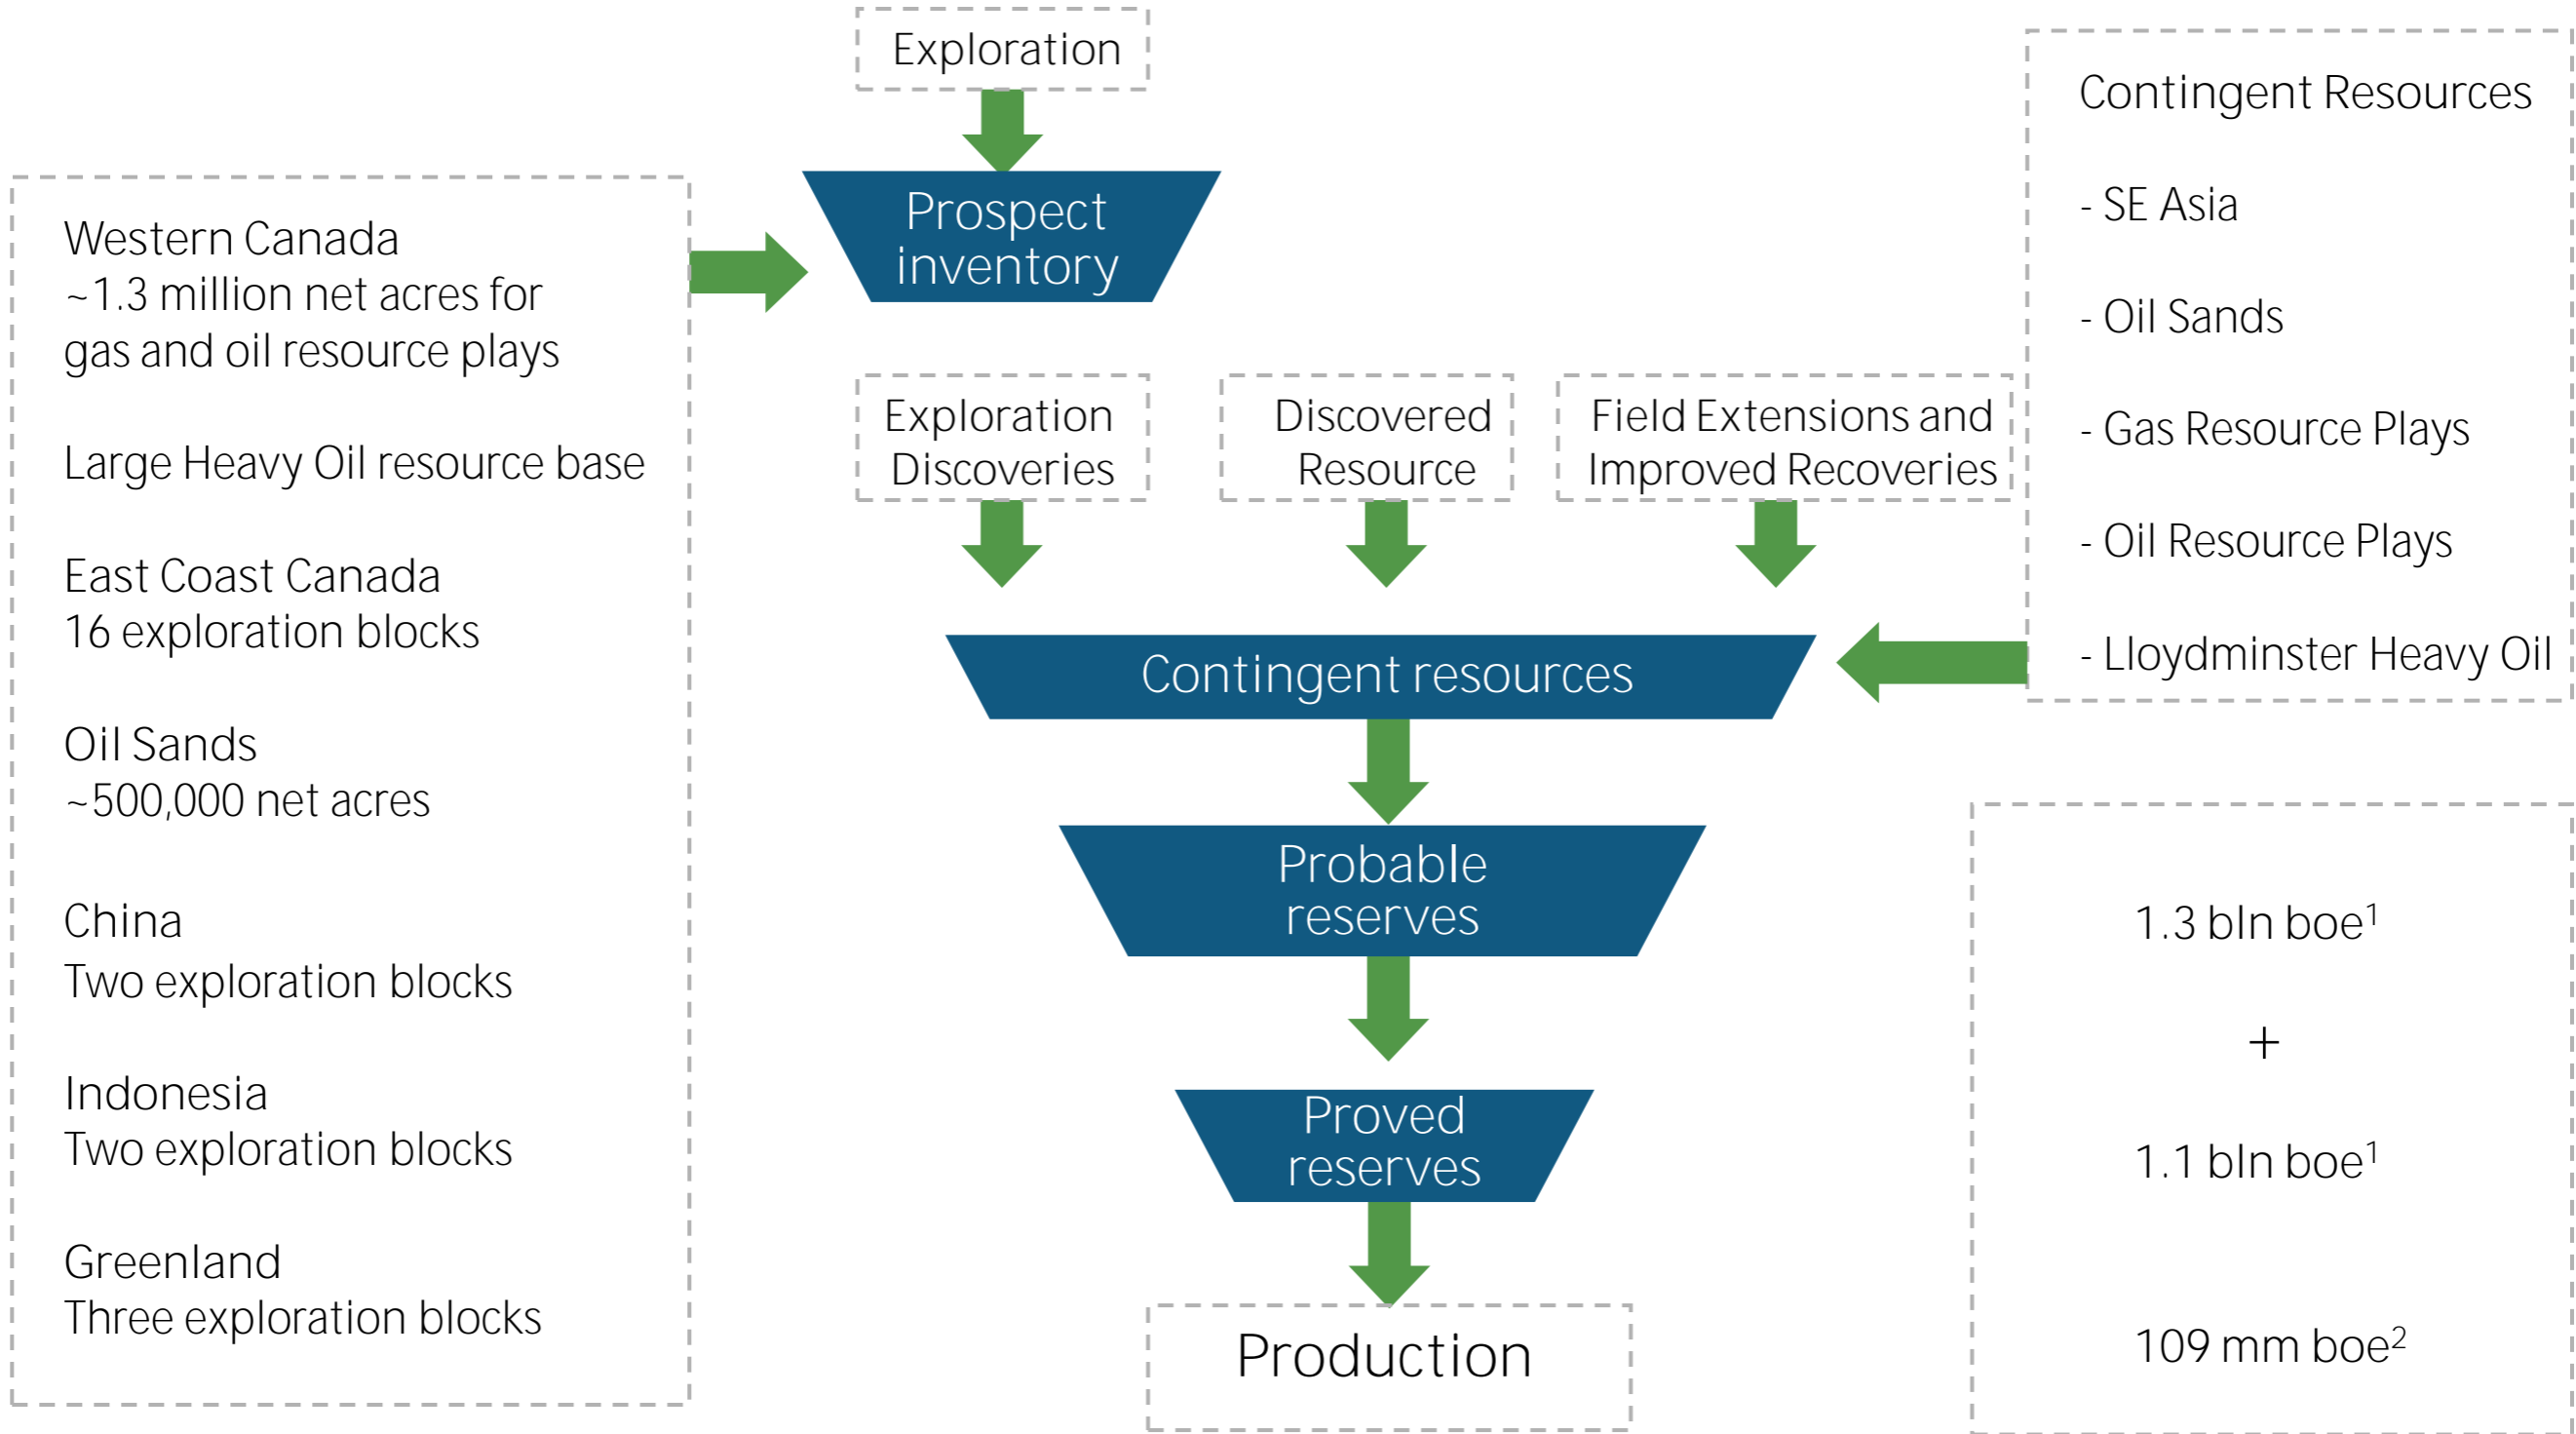 Exploration
Prospect
inventory
Western Canada
~1.3 million net acres for
gas and oil resource plays
Large Heavy Oil resource base
East Coast Canada
16 exploration blocks
Oil Sands
~500,000 net acres
China
Two exploration blocks
Indonesia
Two exploration blocks
Greenland
Three exploration blocks
Exploration
Discoveries
Discovered
Resource
Field Extensions and
Improved Recoveries
Contingent Resources
- SE Asia
- Oil Sands
- Gas Resource Plays
- Oil Resource Plays
- Lloydminster Heavy Oil
Contingent resources
Probable
reserves
1.3 bln boe¹
+
Proved
reserves
1.1 bln boe¹
Production
109 mm boe²